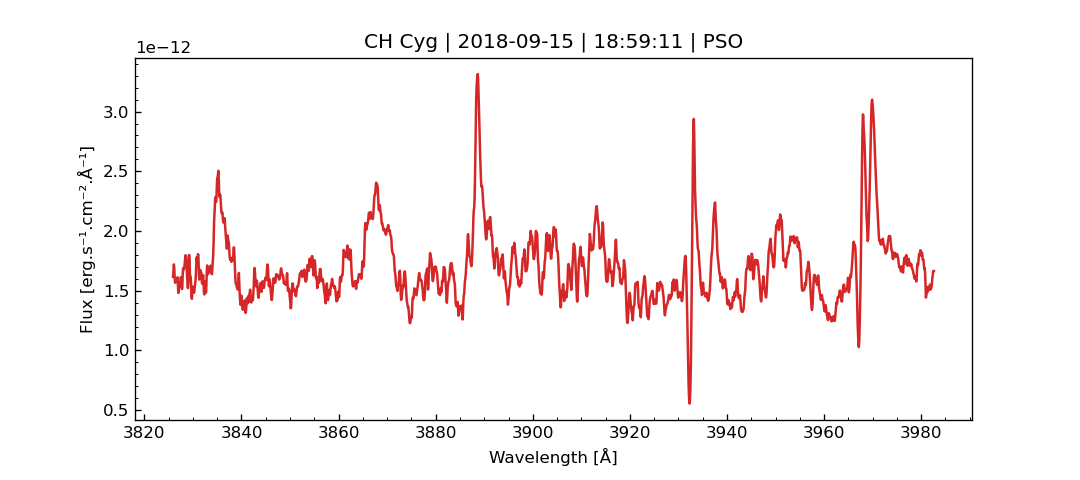 CH Cyg | 2018-09-15 | 18:59:11 | PSO
1e−12
3.0
2.5
2.0
1.5
1.0
0.5
Flux [erg.s⁻¹.cm⁻².Å⁻¹]
3820 3840 3860 3880 3900 3920 3940 3960 3980
Wavelength [Å]